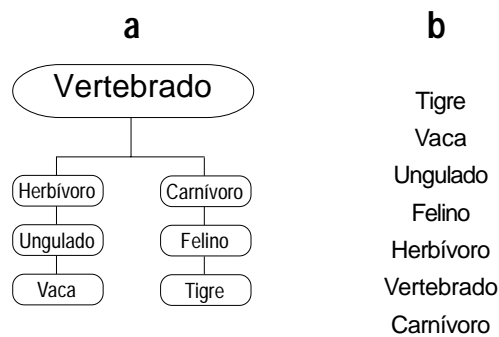 a
Vertebrado
Herbívoro Carnívoro
Ungulado Felino
Vaca Tigre
b
Tigre
Vaca
Ungulado
Felino
Herbívoro
Vertebrado
Carnívoro